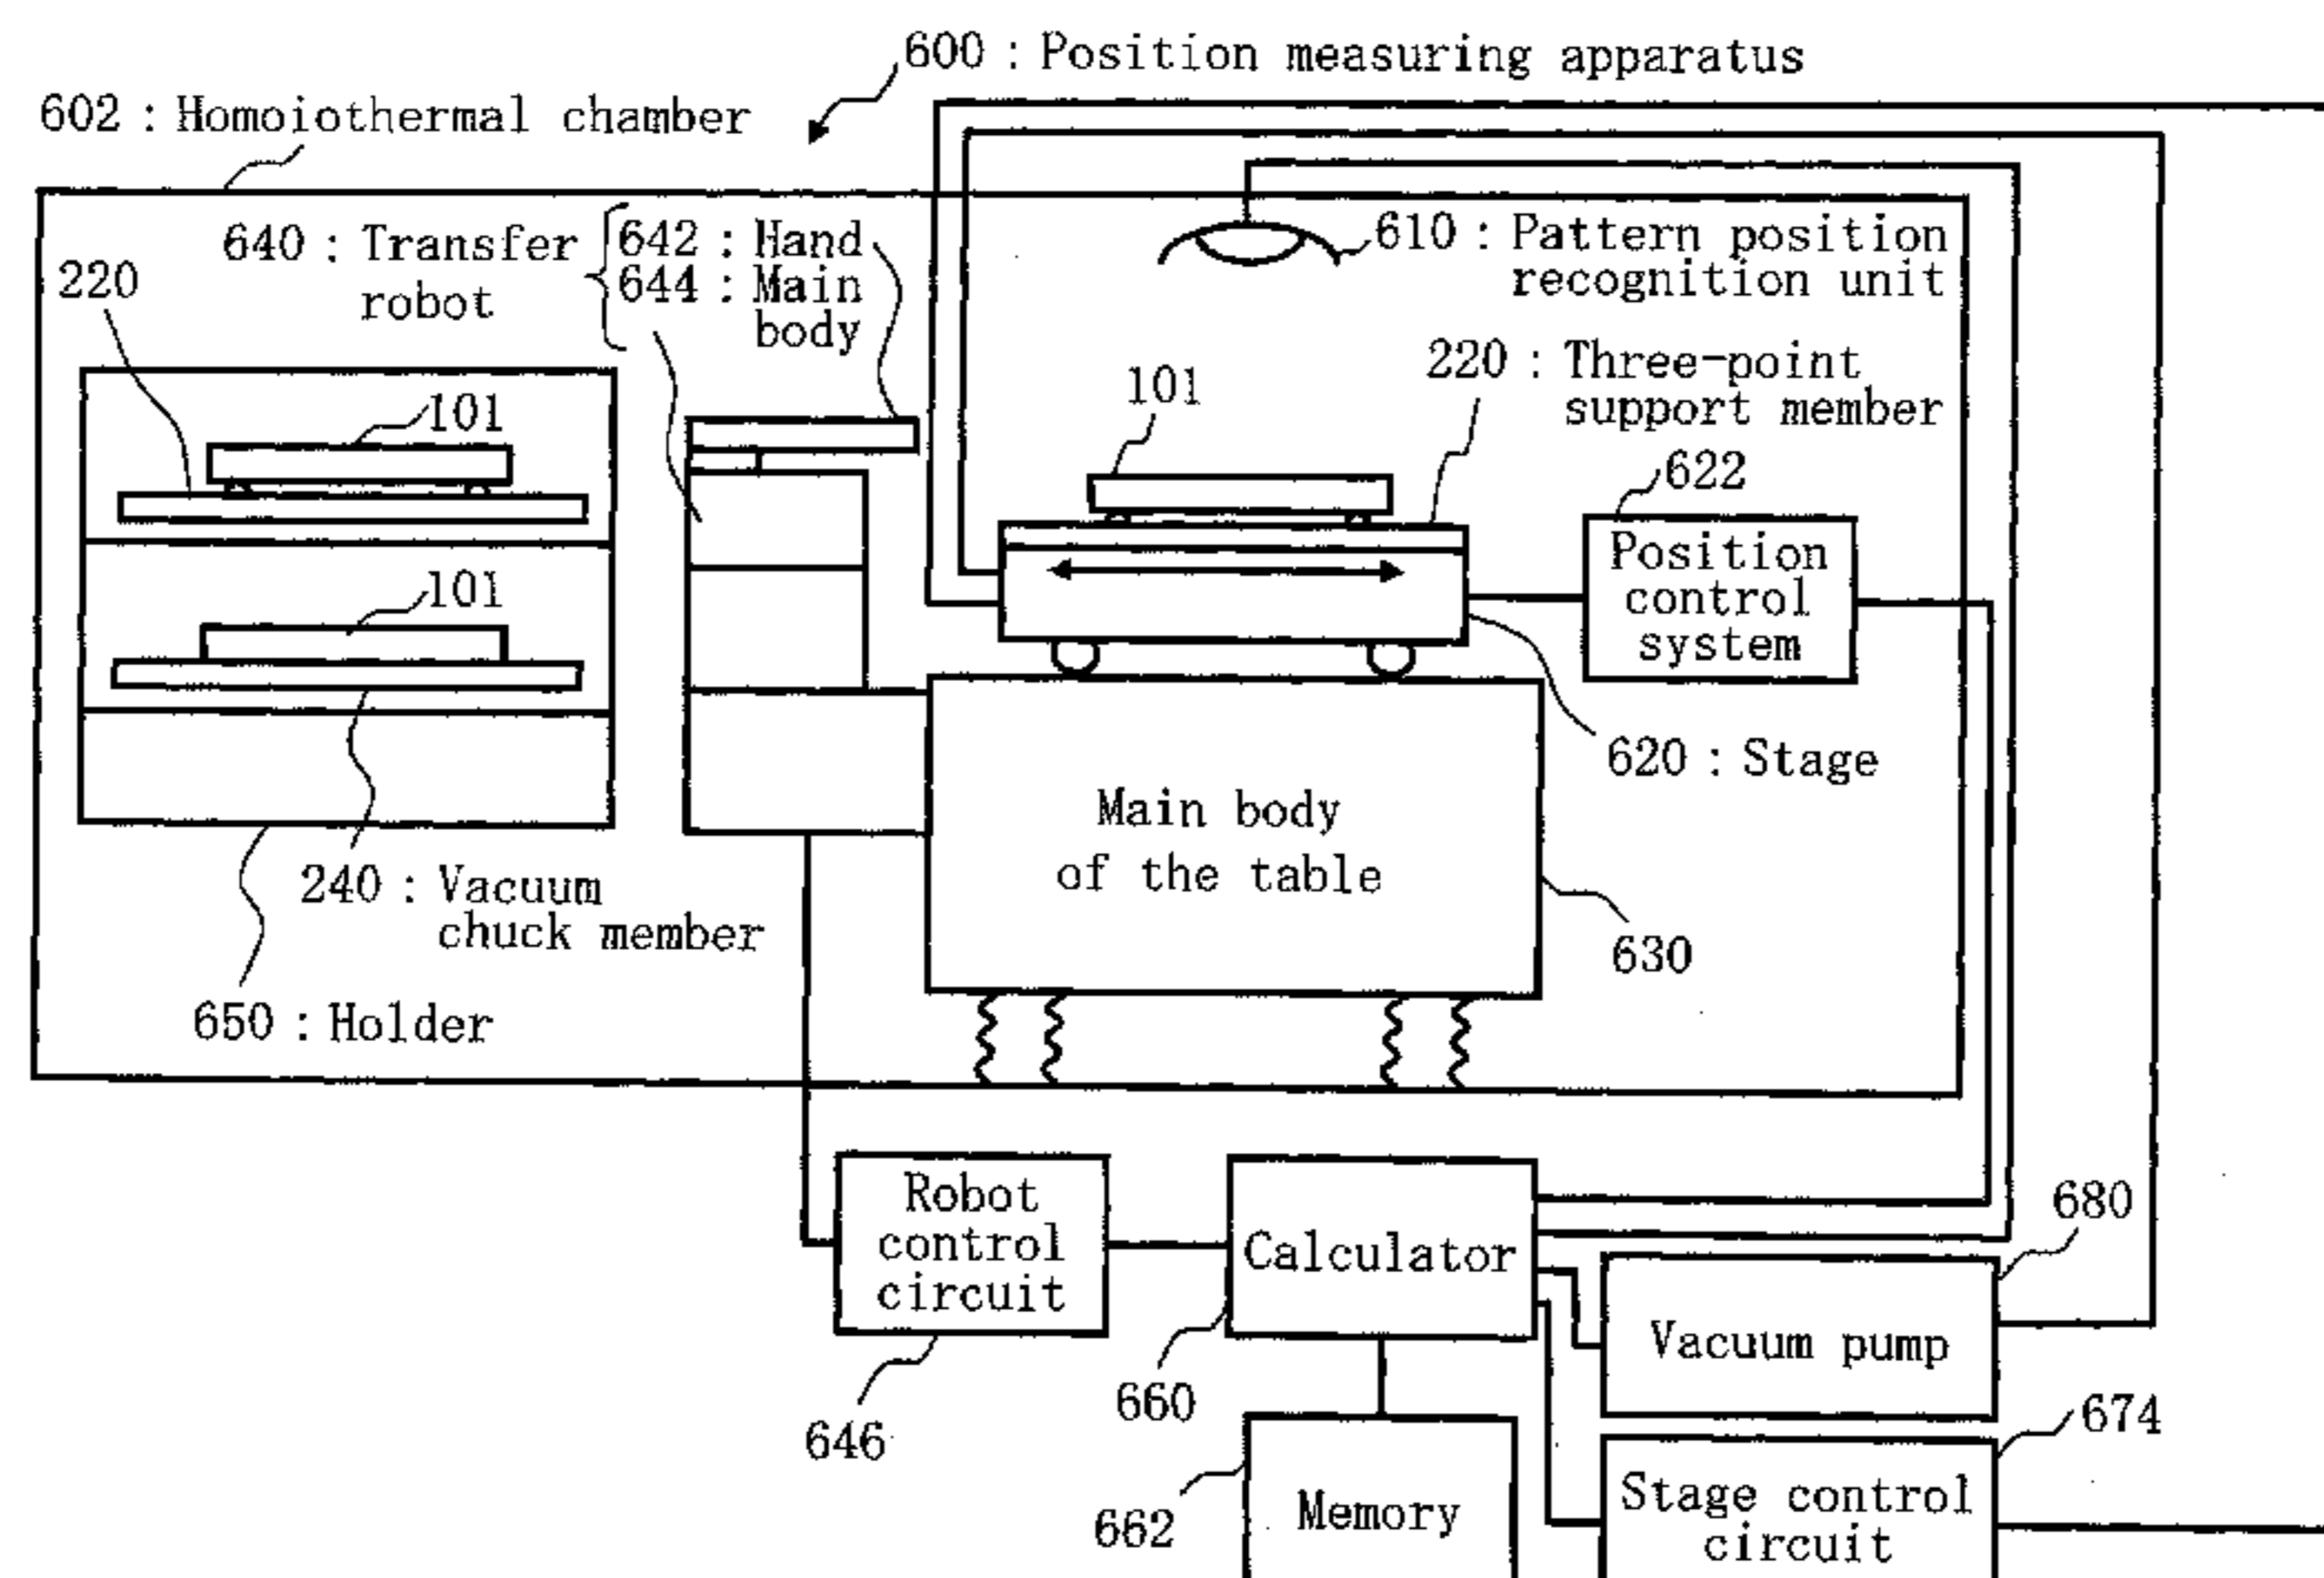 600 : Position measuring apparatus
602 : Homoiothermal chamber
640 : Transfer
robot
642 : Hand
644 : Main
body
610 : Pattern position
recognition unit
220
101
101
220 : Three-point
support member
101
622
Position
control
system
620 : Stage
Main body
of the table
630
240 : Vacuum
chuck member
650 : Holder
Robot
control
circuit
646
Calculator
660
680
Vacuum pump
674
Memory
662
Stage control
circuit